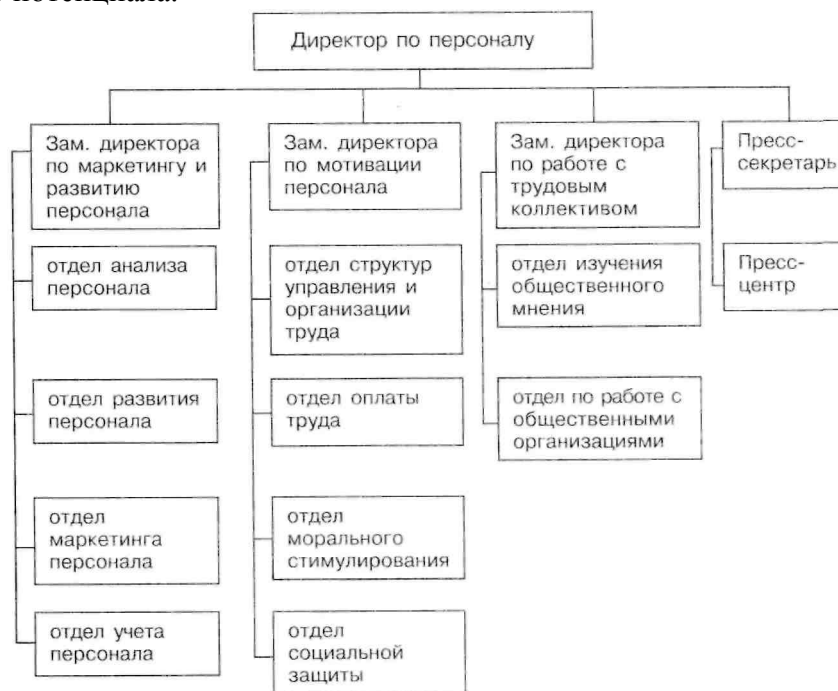 потенциала.
Директор по персоналу
Зам. директора
по маркетингу и
развитию
персонала
отдел анализа
персонала
отдел развития
персонала
отдел
маркетинга
персонала
отдел учета
персонала
Зам. директора
по мотивации
персонала
отдел структур
управления и
организации
труда
отдел оплаты
труда
отдел
морального
стимулирования
отдел
социальной
защиты
Зам. директора
по работе с
трудовым
коллективом
отдел изучения
общественного
мнения
отдел по работе с
общественными
организациями
Пресс-
секретарь
Пресс-
центр